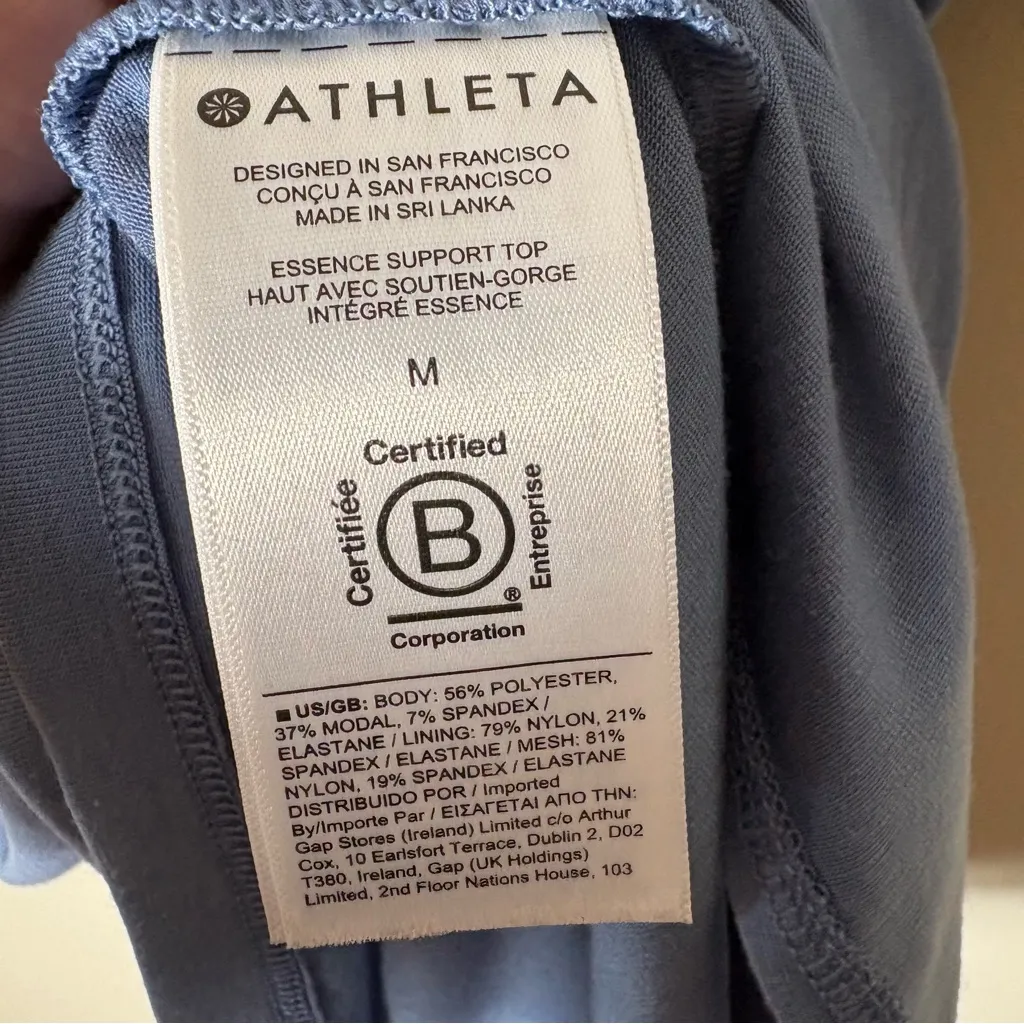 ATHLETA
DESIGNED IN SAN FRANCISCO
CONÇU À SAN FRANCISCO
MADE IN SRI LANKA
ESSENCE SUPPORT TOP
HAUT AVEC SOUTIEN-GORGE
INTÉGRÉ ESSENCE
M
Certified
Certifiée
B
Entreprise
®
Corporation
US/GB: BODY: 56% POLYESTER,
37% MODAL, 7% SPANDEX /
ELASTANE / LINING: 79% NYLON, 21%
SPANDEX / ELASTANE / MESH: 81%
NYLON, 19% SPANDEX / ELASTANE
DISTRIBUIDO POR / Imported
By/Importe Par / ΕΙΣΑΓΕΤΑΙ ΑΠΟ ΤΗΝ:
Gap Stores (Ireland) Limited c/o Arthur
Cox, 10 Earlsfort Terrace, Dublin 2, D02
T380, Ireland, Gap (UK Holdings)
Limited, 2nd Floor Nations House, 103